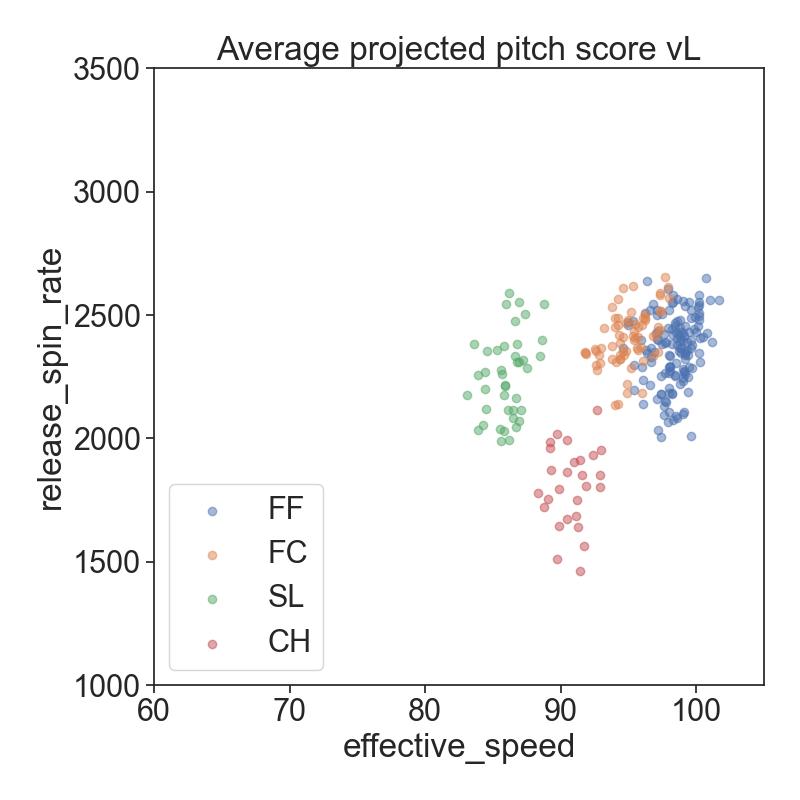 Average projected pitch score vL
3500
3000
2500
2000
1500
1000
release_spin_rate
FF
FC
SL
CH
60
70
80
90
100
effective_speed